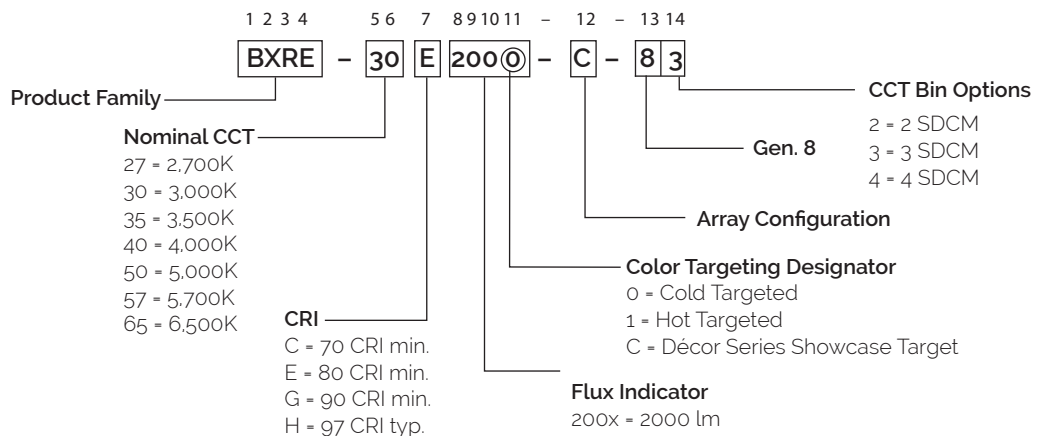 1 2 3 4 5 6 7 8 9 10 11 – 12 – 13 14
BXRE – 30 E 2000 – C – 8 3
Product Family
Nominal CCT
27 = 2,700K
30 = 3,000K
35 = 3,500K
40 = 4,000K
50 = 5,000K
57 = 5,700K
65 = 6,500K
CRI
C = 70 CRI min.
E = 80 CRI min.
G = 90 CRI min.
H = 97 CRI typ.
Flux Indicator
200x = 2000 lm
Color Targeting Designator
0 = Cold Targeted
1 = Hot Targeted
C = Décor Series Showcase Target
Array Configuration
Gen. 8
CCT Bin Options
2 = 2 SDCM
3 = 3 SDCM
4 = 4 SDCM